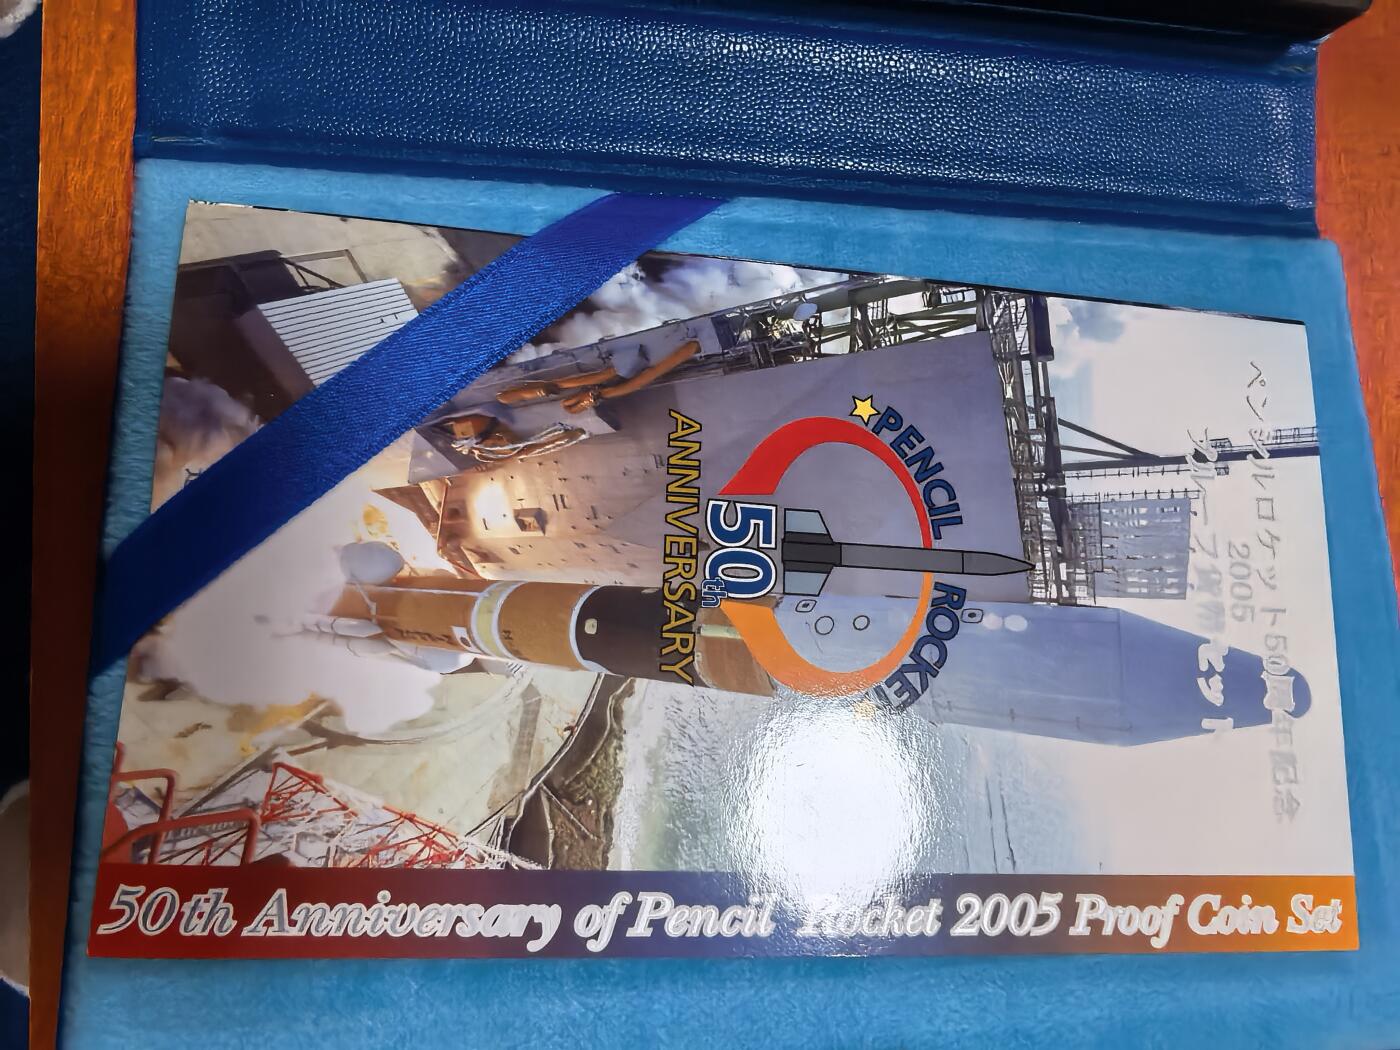 ペンシルロケット50周年記念
2005
プルーフ貨幣セット
PENCIL ROCKET
50th
ANNIVERSARY
50th Anniversary of Pencil Rocket 2005 Proof Coin Set